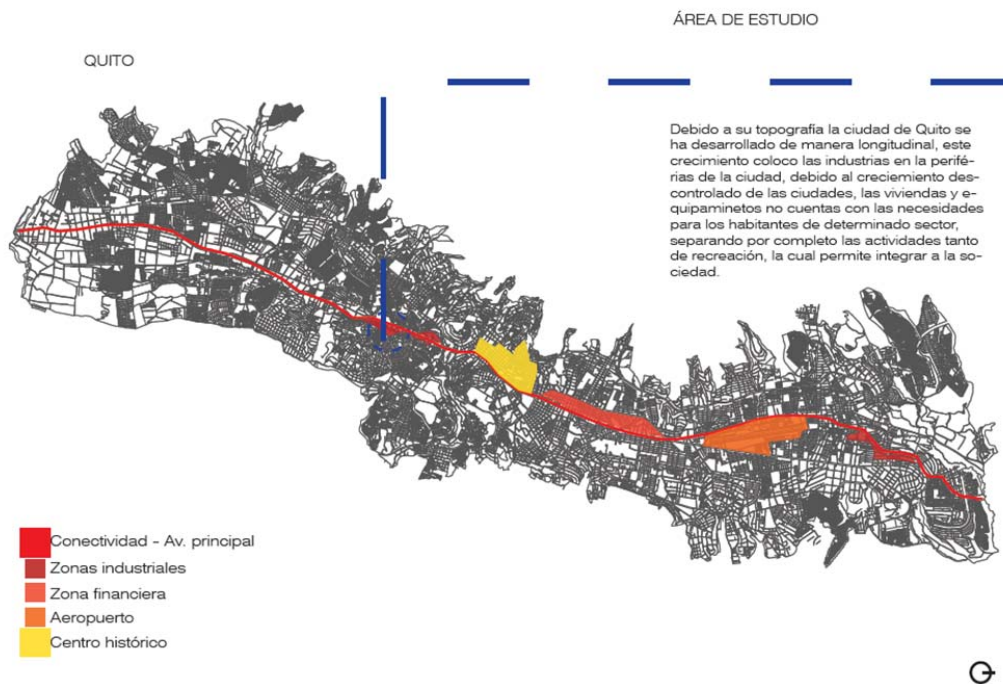 ÁREA DE ESTUDIO
QUITO
Debido a su topografía la ciudad de Quito se
ha desarrollado de manera longitudinal, este
crecimiento coloco las industrias en la perifé-
rias de la ciudad, debido al creciemiento des-
controlado de las ciudades, las viviendas y e-
quipaminetos no cuentas con las necesidades
para los habitantes de determinado sector,
separando por completo las actividades tanto
de recreación, la cual permite integrar a la so-
ciedad.
Conectividad - Av. principal
Zonas industriales
Zona financiera
Aeropuerto
Centro histórico